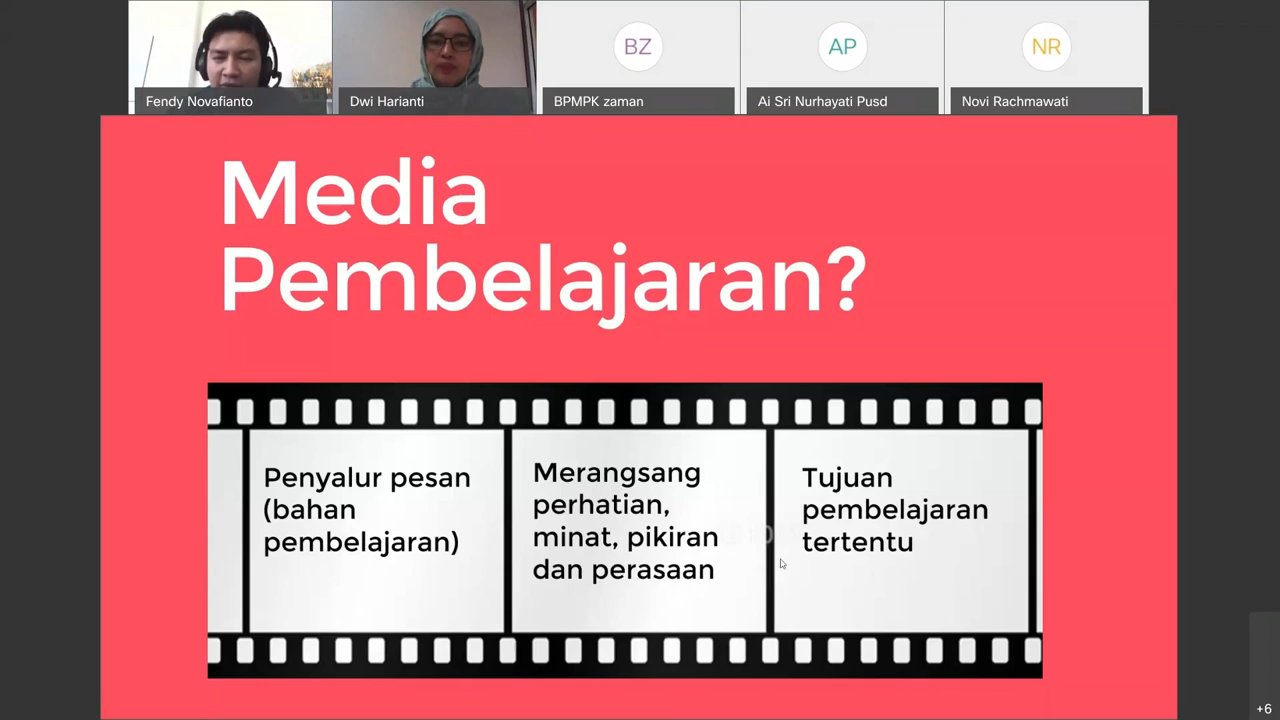 BZ
AP
NR
Fendy Novafianto
Dwi Harianti
BPMPK zaman
Ai Sri Nurhayati Pusd
Novi Rachmawati
Media
Pembelajaran?
Penyalur pesan
(bahan
pembelajaran)
Merangsang
perhatian,
minat, pikiran
dan perasaan
Tujuan
pembelajaran
tertentu
+6